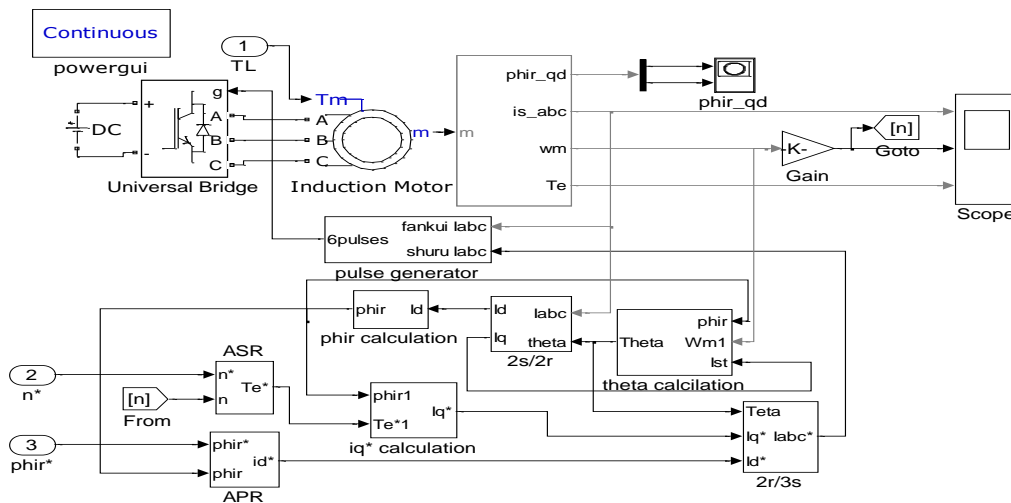 Continuous
powergui
1
TL
phir_qd
phir_qd
g
Tm
+
A
A
is_abc
DC
B
B
m
m
wm
[n]
-K-
Goto
-
C
C
Gain
Universal Bridge
Induction Motor
Te
Scope
fankui Iabc
6pulses
shuru Iabc
pulse generator
phir
Id
Id
Iabc
phir
phir calculation
Iq
theta
Theta
Wm1
ASR
2s/2r
Ist
2
n*
theta calcilation
n*
Te*
[n]
n
phir1
Iq*
Teta
From
Te*1
3
phir*
iq* calculation
Iq*
Iabc*
phir*
id*
Id*
phir
APR
2r/3s